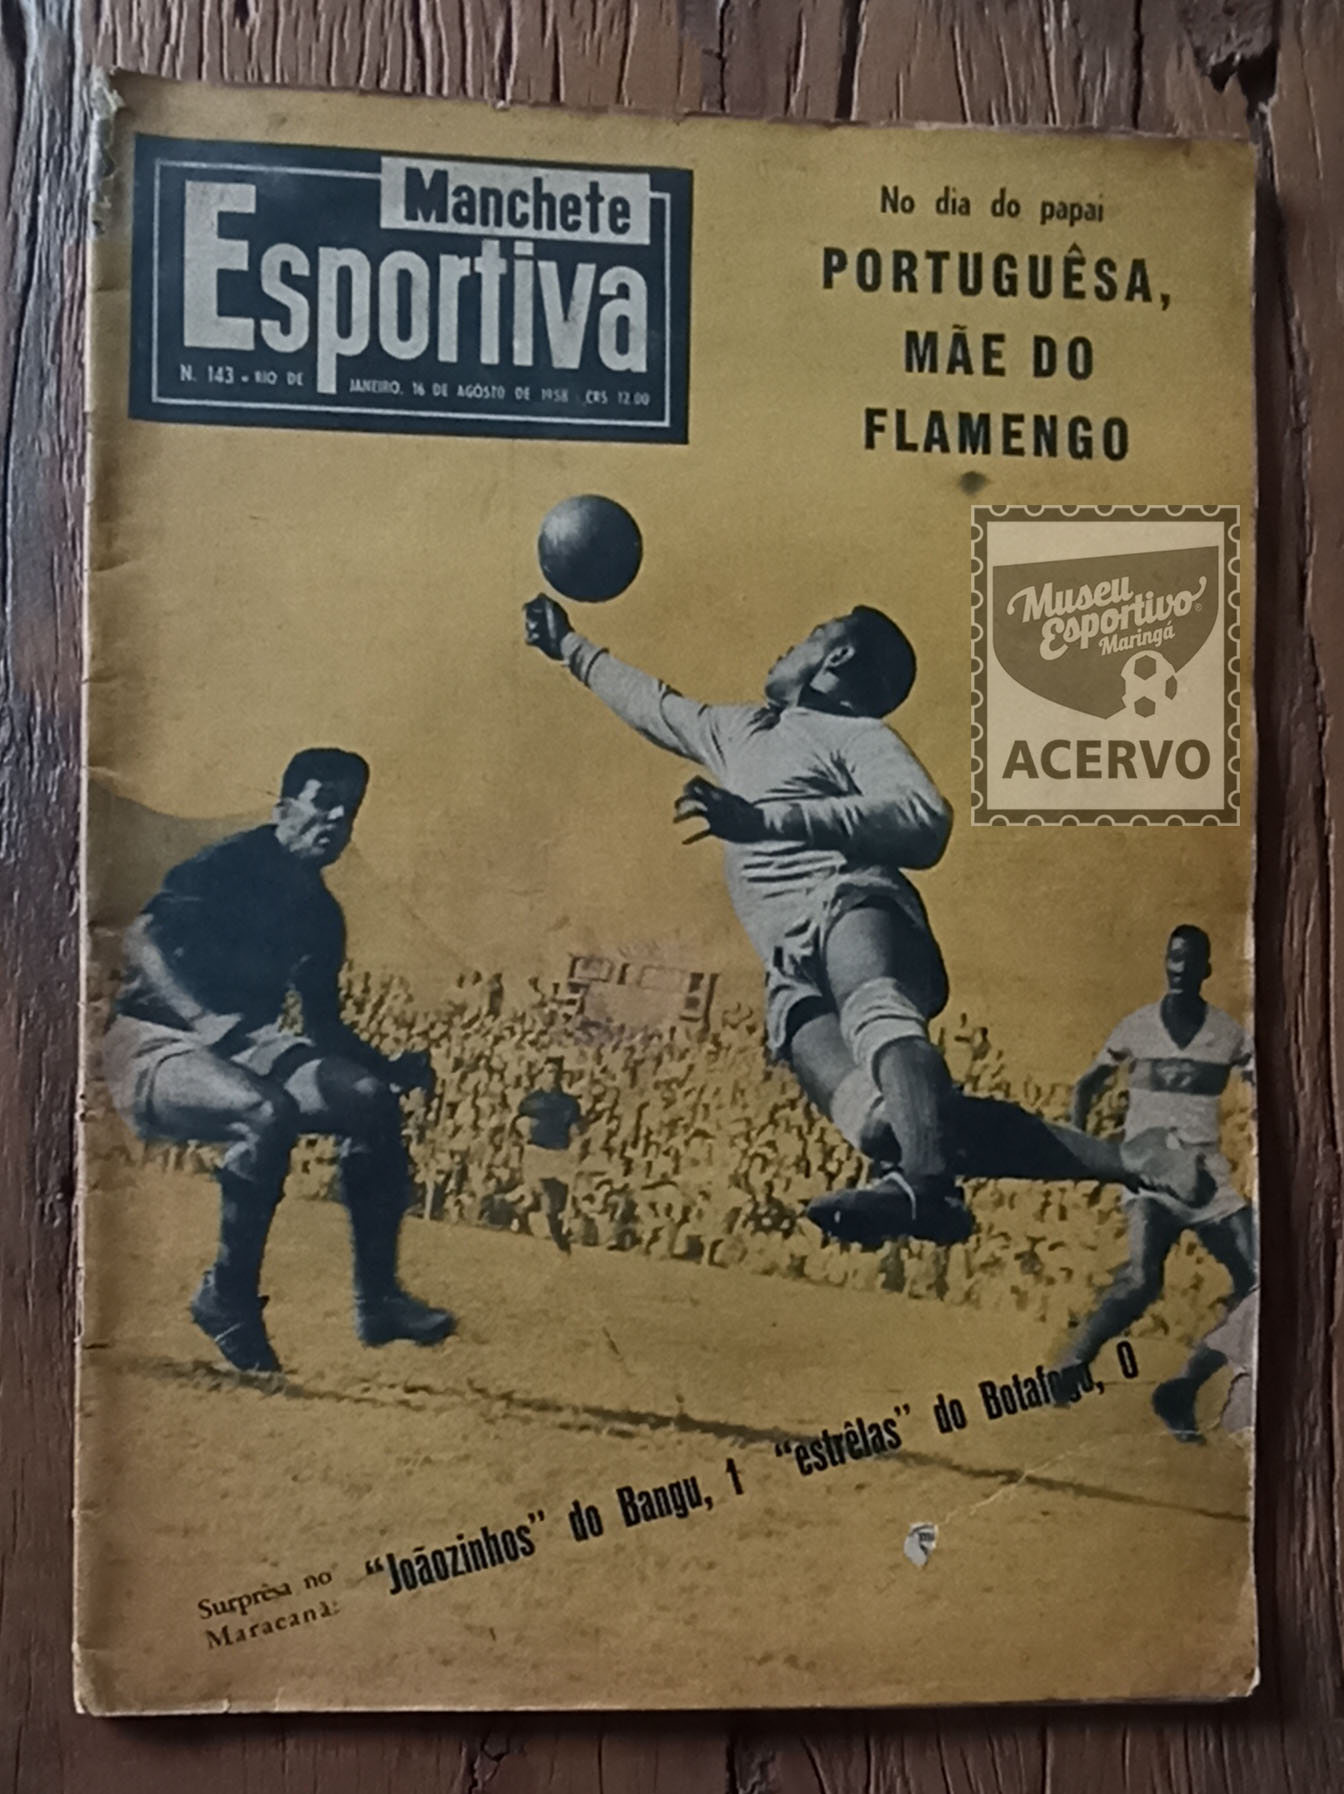 Manchete
Esportiva
N. 143 - RIO DE JANEIRO, 16 DE AGÔSTO DE 1958 CR$ 12,00
No dia do papai
PORTUGUÊSA,
MÃE DO
FLAMENGO
Museu
Esportivo
Maringá
ACERVO
Surprêsa no
Maracanã:
“Joãozinhos” do Bangu, 1 “estrêlas” do Botafogo, 0